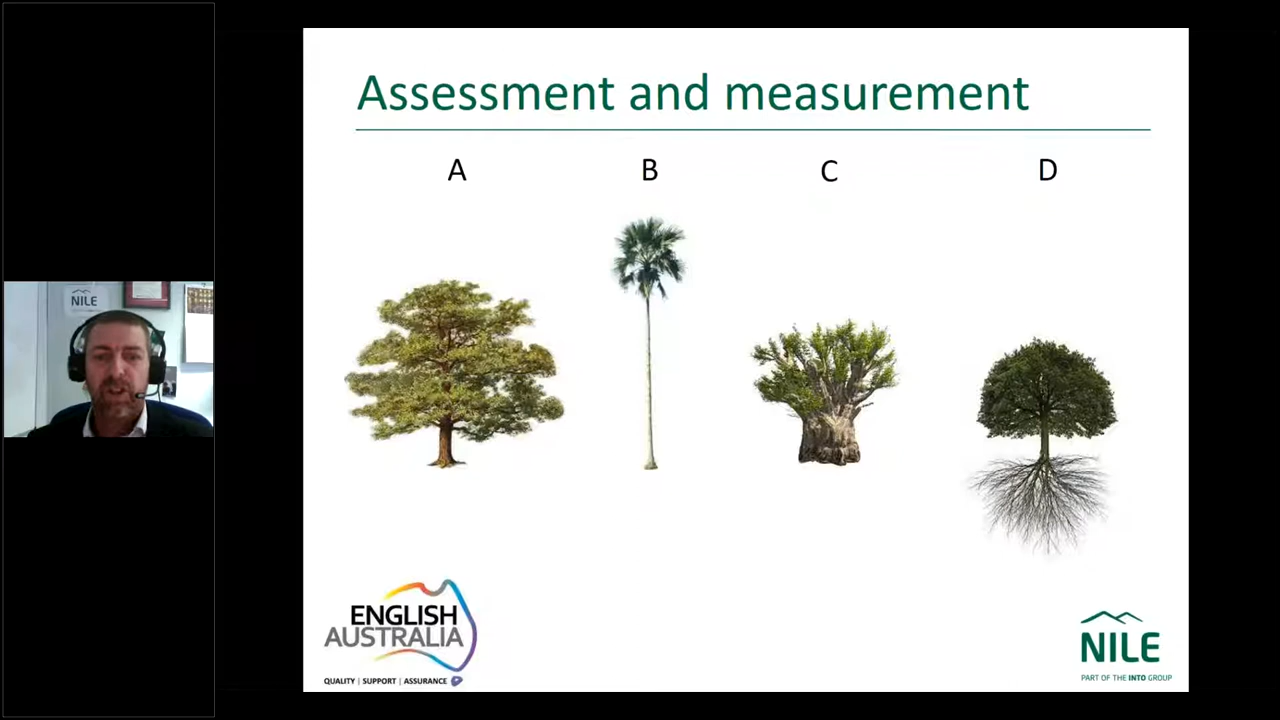 Assessment and measurement
A B C D
NILE
ENGLISH
AUSTRALIA
QUALITY | SUPPORT | ASSURANCE
NILE
PART OF THE INTO GROUP